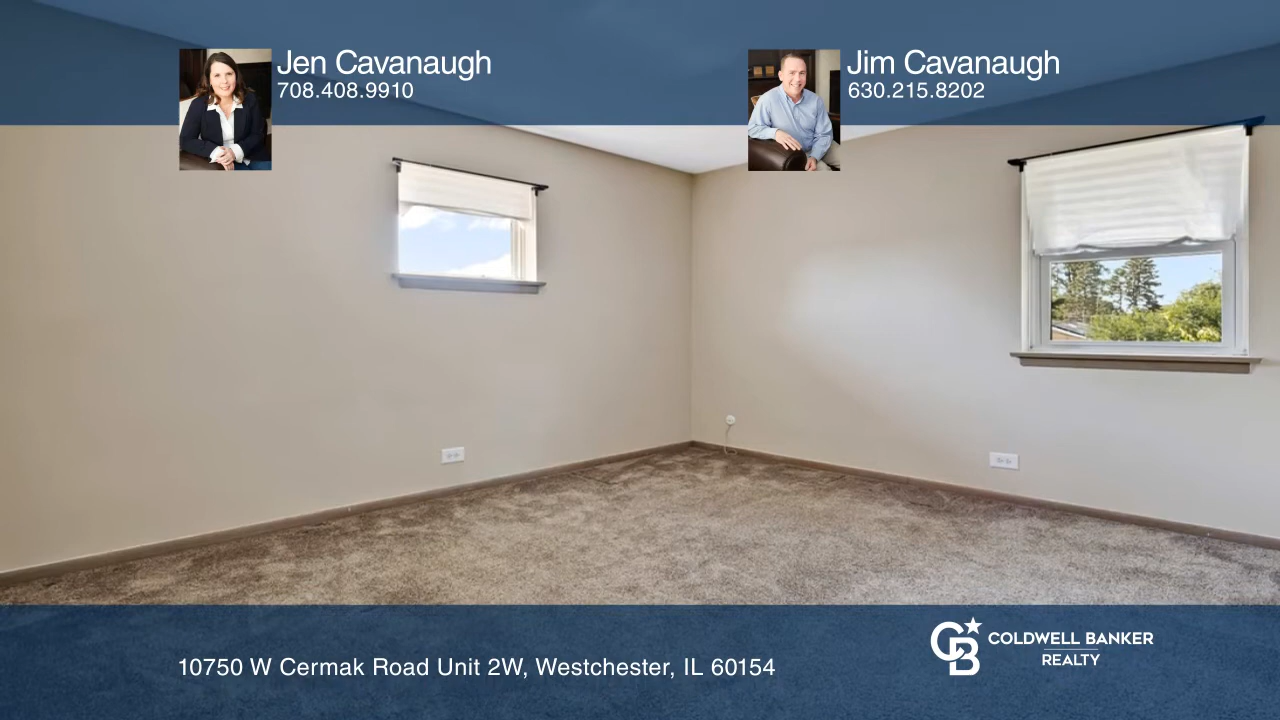 Jen Cavanaugh
708.408.9910
Jim Cavanaugh
630.215.8202
10750 W Cermak Road Unit 2W, Westchester, IL 60154
CB
COLDWELL BANKER
REALTY